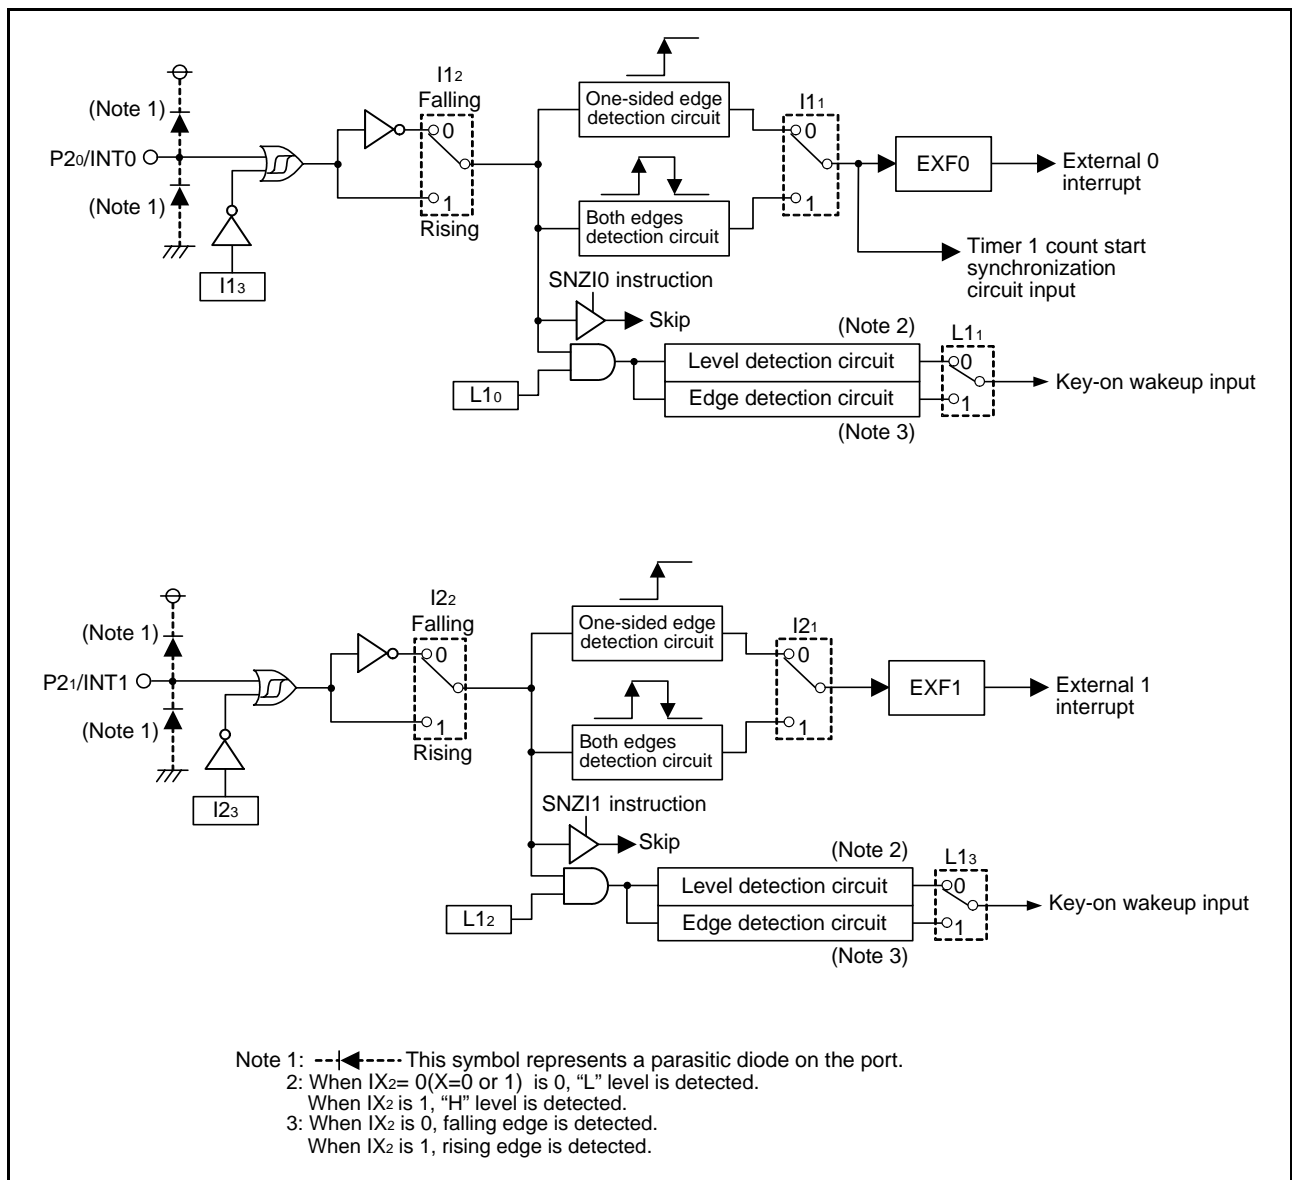 I12
Falling
(Note 1)
0
P20/INT0
(Note 1)
1
Rising
I13
One-sided edge
detection circuit
Both edges
detection circuit
I11
0
1
EXF0
External 0
interrupt
Timer 1 count start
synchronization
circuit input
SNZI0 instruction
Skip
L10
(Note 2)
Level detection circuit
Edge detection circuit
(Note 3)
L11
0
1
Key-on wakeup input
I22
Falling
(Note 1)
0
P21/INT1
(Note 1)
1
Rising
I23
One-sided edge
detection circuit
Both edges
detection circuit
I21
0
1
EXF1
External 1
interrupt
SNZI1 instruction
Skip
L12
(Note 2)
Level detection circuit
Edge detection circuit
(Note 3)
L13
0
1
Key-on wakeup input
Note 1: This symbol represents a parasitic diode on the port.
2: When IX2= 0(X=0 or 1) is 0, “L” level is detected.
When IX2 is 1, “H” level is detected.
3: When IX2 is 0, falling edge is detected.
When IX2 is 1, rising edge is detected.